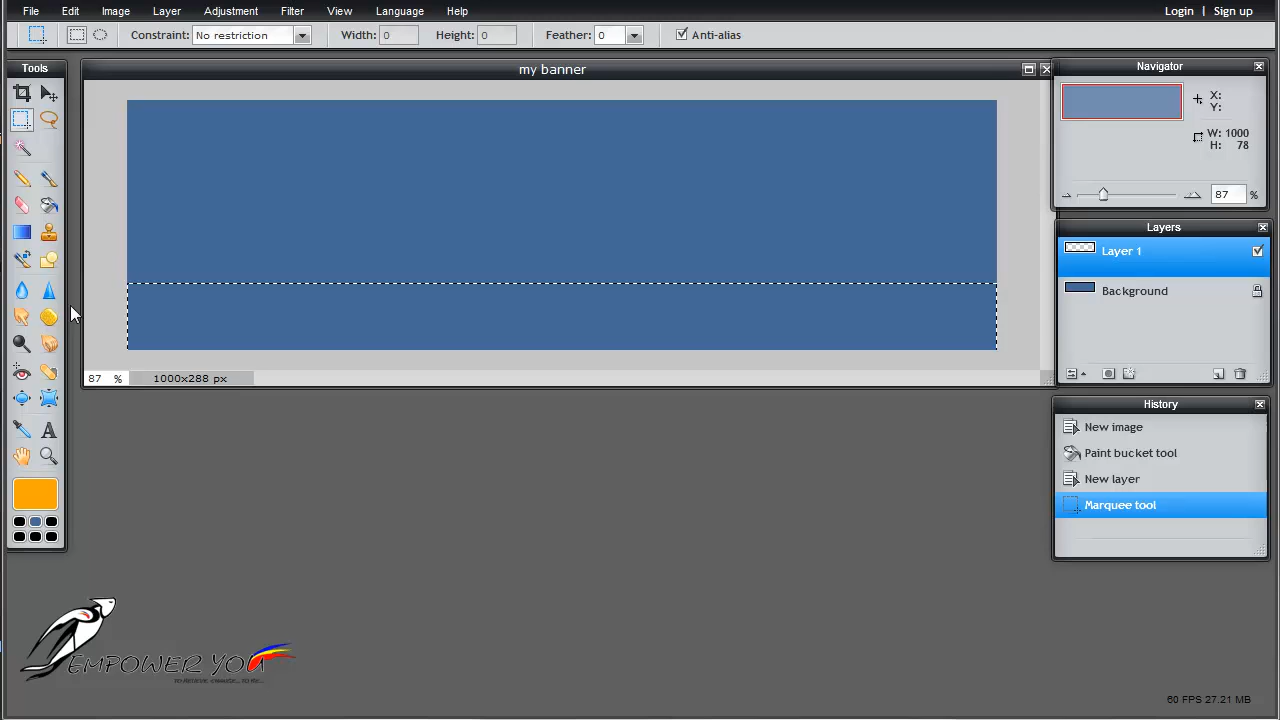 File Edit Image Layer Adjustment Filter View Language Help Login | Sign up
Constraint: No restriction Width: 0 Height: 0 Feather: 0 Anti-alias
Tools
my banner
Navigator
X:
Y:
W: 1000
H: 78
87 %
Layers
Layer 1
Background
87 % 1000x288 px
History
New image
Paint bucket tool
New layer
Marquee tool
EMPOWER YOU
60 FPS 27.21 MB